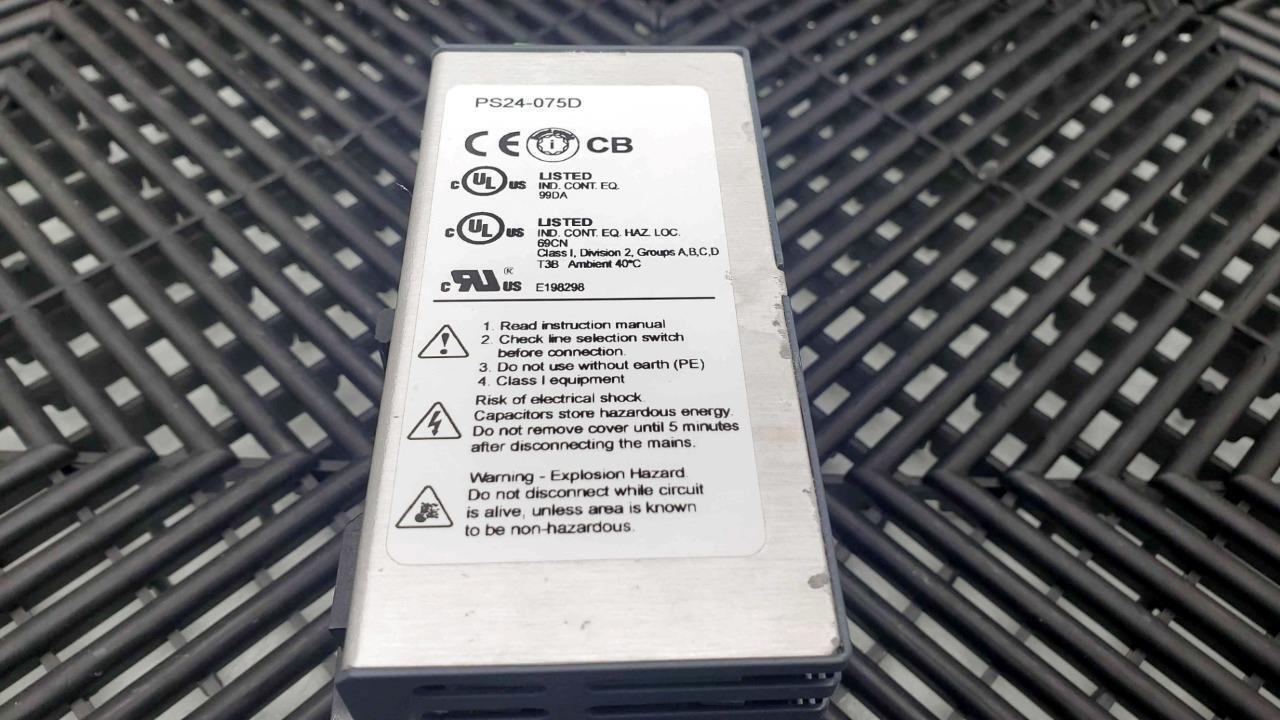 PS24-075D
CE i CB
C UL US LISTED
IND. CONT. EQ.
99DA
C UL US LISTED
IND. CONT. EQ. HAZ. LOC.
69CN
Class I, Division 2, Groups A,B,C,D
T3B Ambient 40°C
C RU ® US E198298
1. Read instruction manual
2. Check line selection switch
before connection.
3. Do not use without earth (PE)
4. Class I equipment
Risk of electrical shock.
Capacitors store hazardous energy.
Do not remove cover until 5 minutes
after disconnecting the mains.
Warning - Explosion Hazard.
Do not disconnect while circuit
is alive, unless area is known
to be non-hazardous.